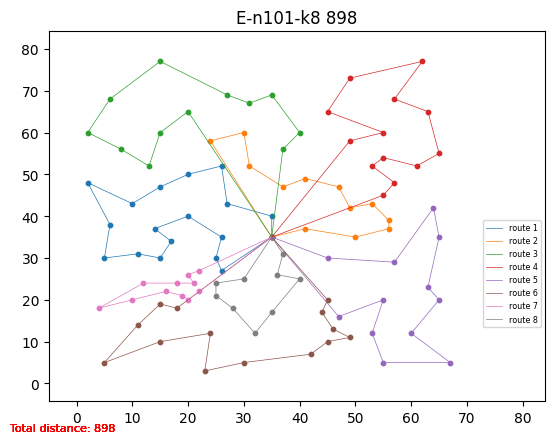 E-n101-k8 898
80
70
60
50
40
30
20
10
0
0 10 20 30 40 50 60 70 80
route 1
route 2
route 3
route 4
route 5
route 6
route 7
route 8
Total distance: 898